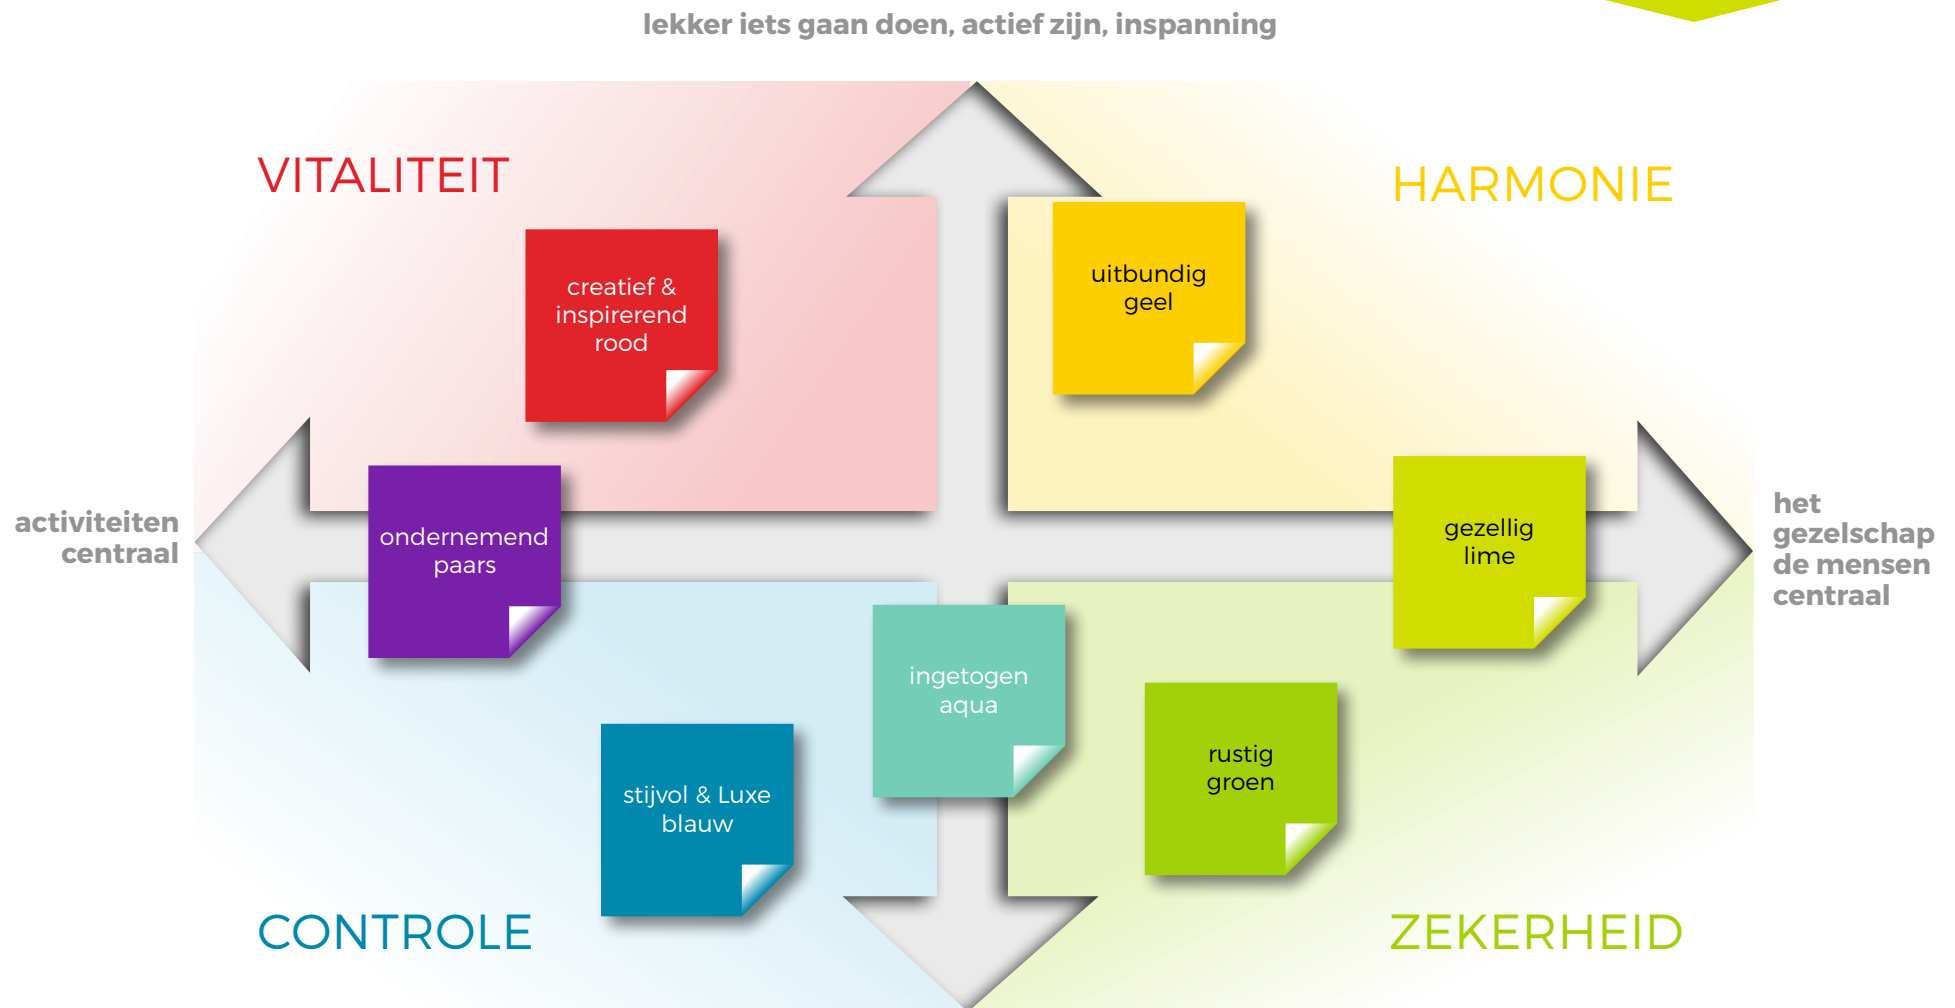 lekker iets gaan doen, actief zijn, inspanning
VITALITEIT
HARMONIE
creatief &
inspirerend
rood
uitbundig
geel
activiteiten
centraal
ondernemend
paars
gezellig
lime
het
gezelschap
de mensen
centraal
ingetogen
aqua
stijvol & Luxe
blauw
rustig
groen
CONTROLE
ZEKERHEID